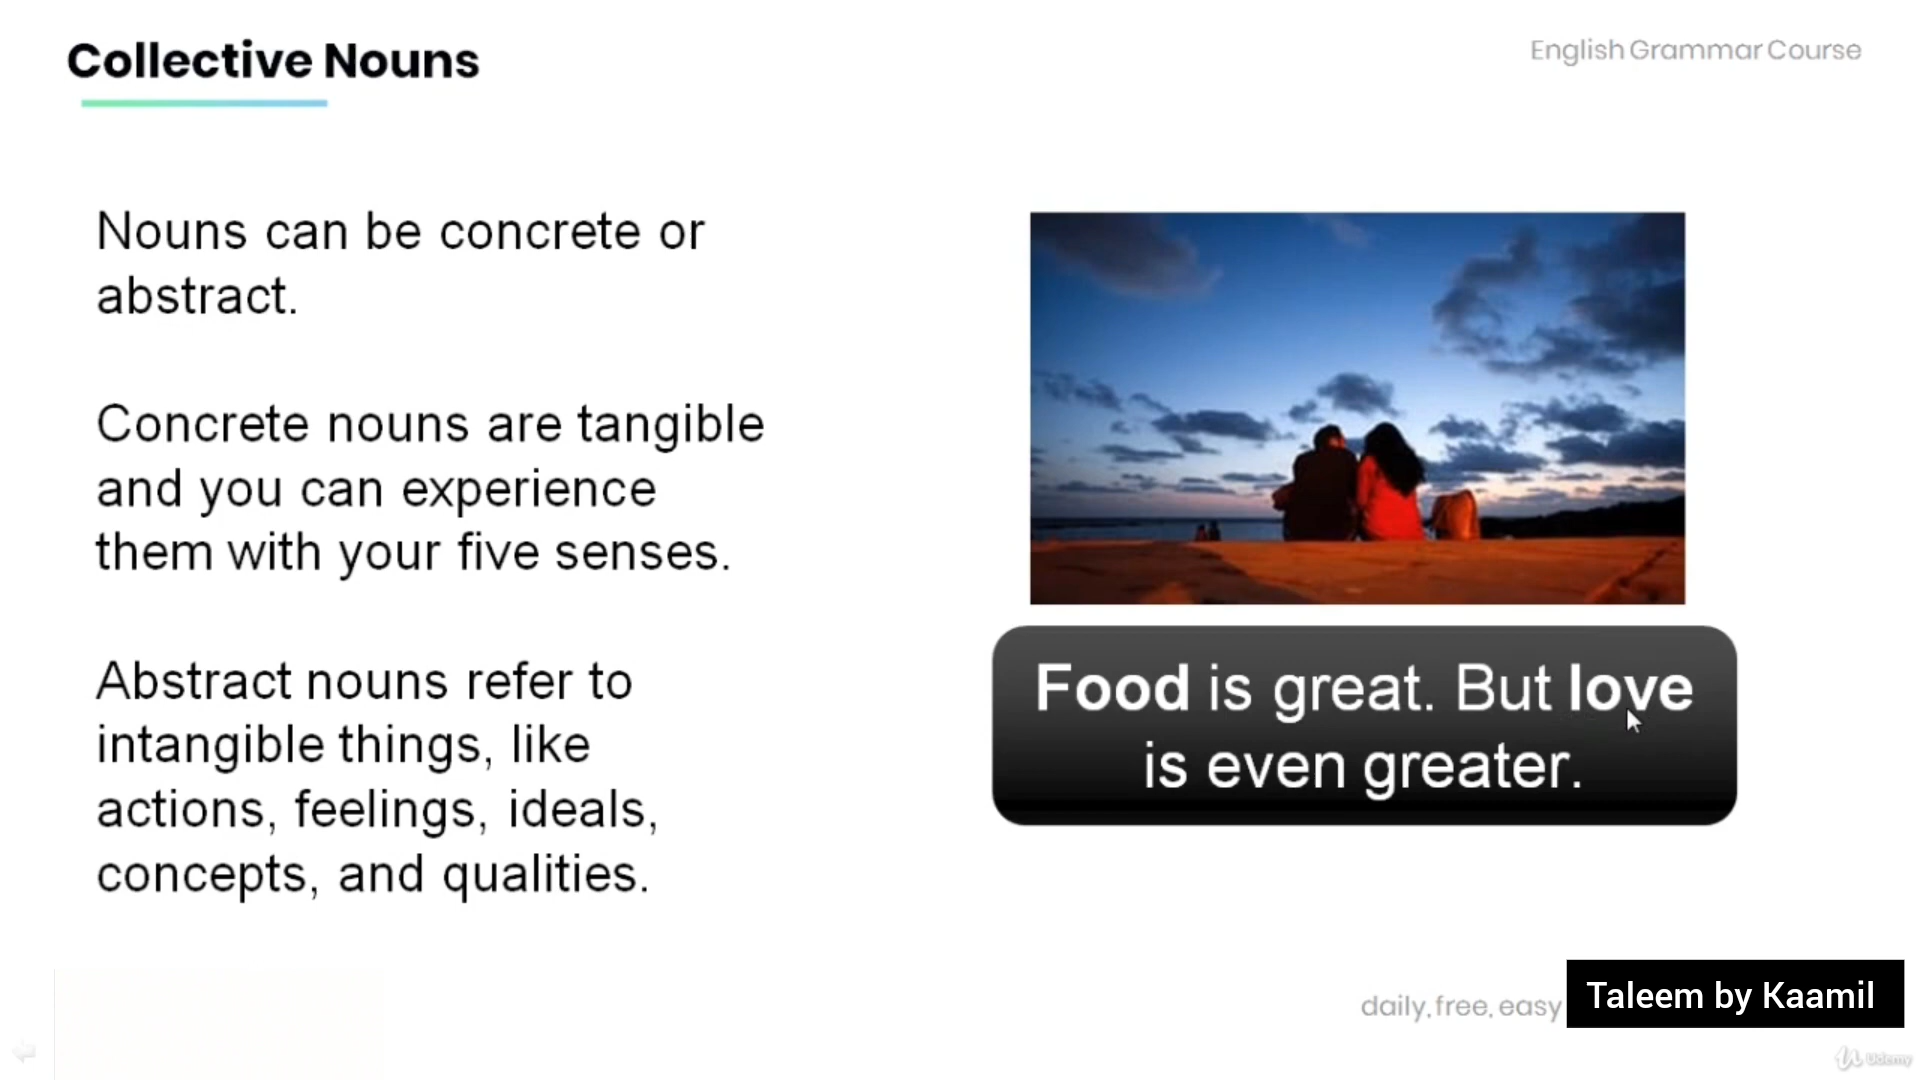 Collective Nouns
English Grammar Course
Nouns can be concrete or
abstract.
Concrete nouns are tangible
and you can experience
them with your five senses.
Abstract nouns refer to
intangible things, like
actions, feelings, ideals,
concepts, and qualities.
Food is great. But love
is even greater.
daily, free, easy
Taleem by Kaamil
Udemy